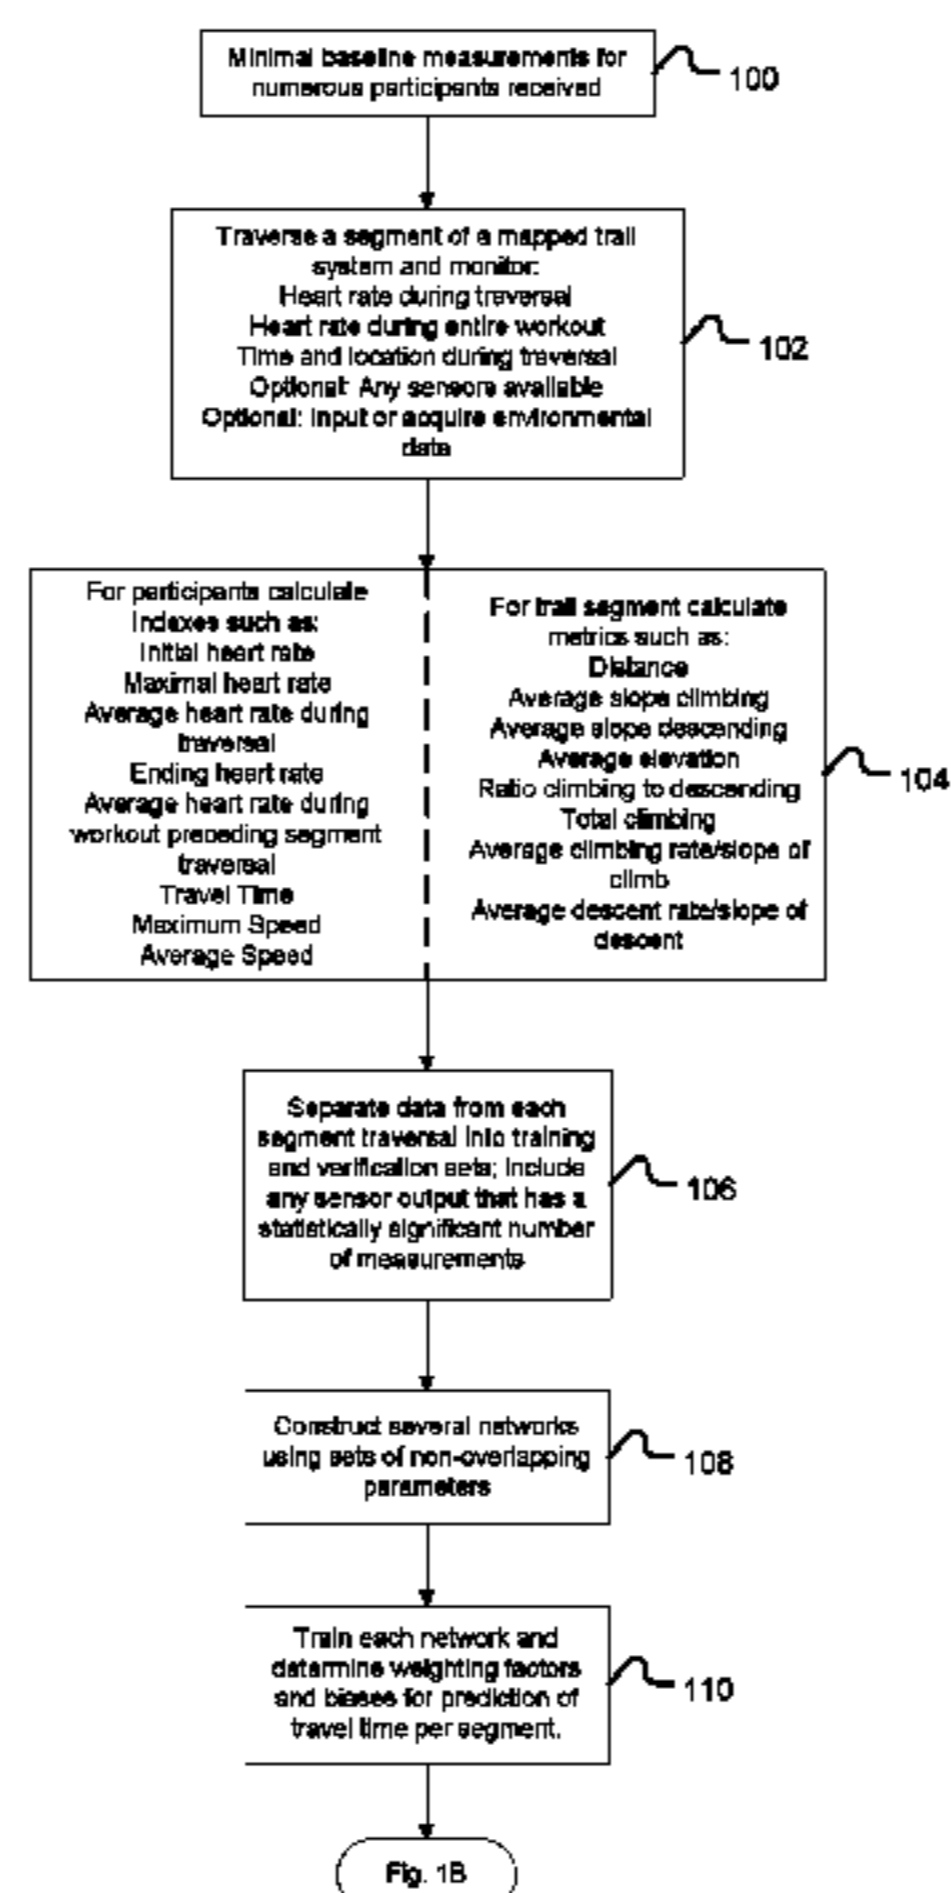 Minimal baseline measurements for
numerous participants received
100
Traverse a segment of a mapped trail
system and monitor:
Heart rate during traversal
Heart rate during entire workout
Time and location during traversal
Optional: Any sensors available
Optional: Input or acquire environmental
data
102
For participants calculate
Indexes such as:
Initial heart rate
Maximal heart rate
Average heart rate during
traversal
Ending heart rate
Average heart rate during
workout preceding segment
traversal
Travel Time
Maximum Speed
Average Speed
For trail segment calculate
metrics such as:
Distance
Average slope climbing
Average slope descending
Average elevation
Ratio climbing to descending
Total climbing
Average climbing rate/slope of
climb
Average descent rate/slope of
descent
104
Separate data from each
segment traversal into training
and verification sets; include
any sensor output that has a
statistically significant number
of measurements
106
Construct several networks
using sets of non-overlapping
parameters
108
Train each network and
determine weighting factors
and biases for prediction of
travel time per segment.
110
Fig. 1B